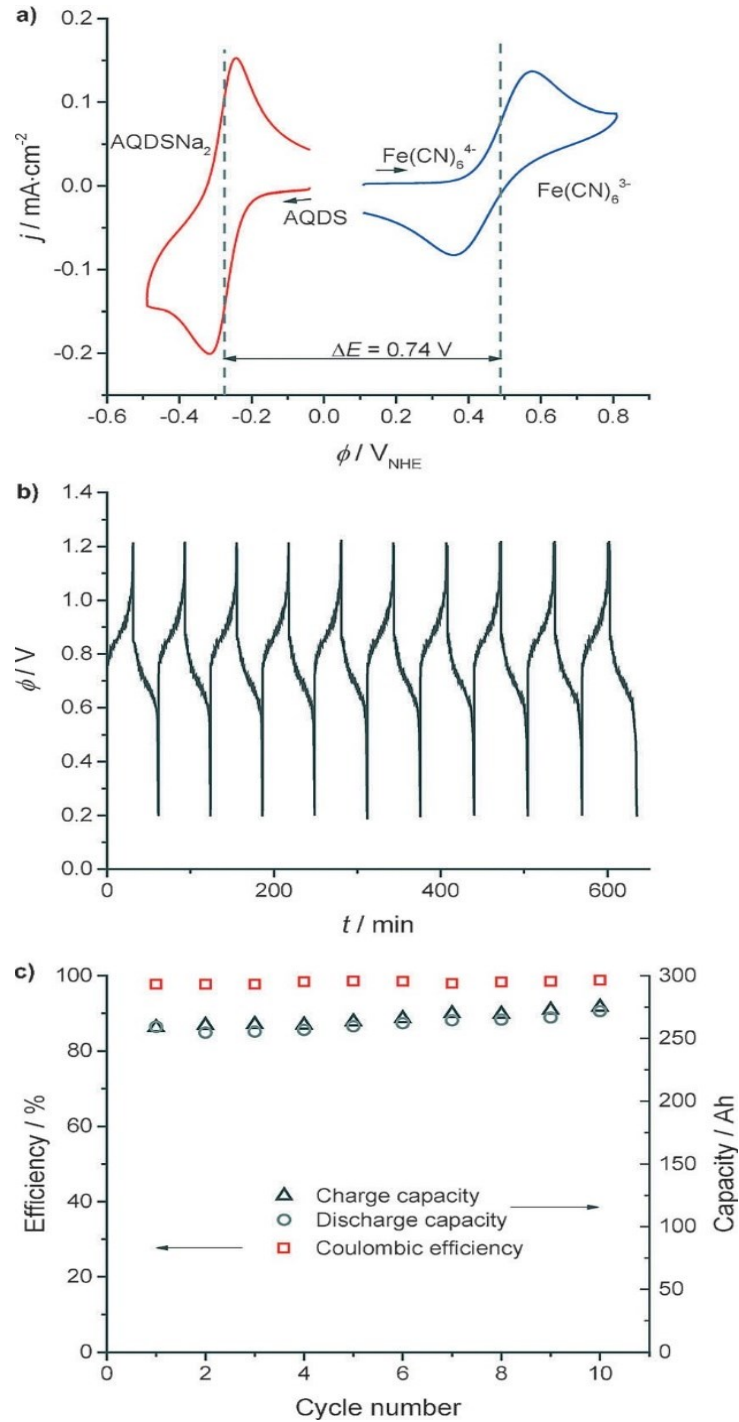 a)
0.2
0.1
0.0
-0.1
-0.2
j / mA·cm⁻²
AQDSNa₂
AQDS
Fe(CN)₆⁴⁻
Fe(CN)₆³⁻
ΔE = 0.74 V
-0.6 -0.4 -0.2 0.0 0.2 0.4 0.6 0.8
ϕ / V_NHE
b)
1.4
1.2
1.0
0.8
0.6
0.4
0.2
0.0
ϕ / V
0 200 400 600
t / min
c)
100
80
60
40
20
0
Efficiency / %
300
250
200
150
100
50
0
Capacity / Ah
Charge capacity
Discharge capacity
Coulombic efficiency
0 2 4 6 8 10
Cycle number